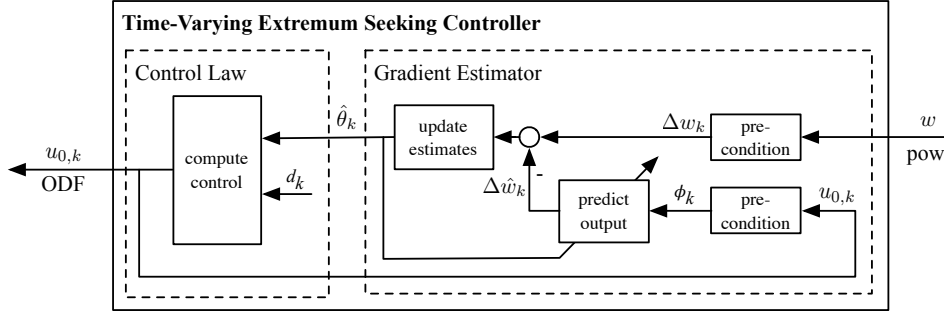 Time-Varying Extremum Seeking Controller
Control Law
Gradient Estimator
u₀,ₖ
ODF
compute
control
dₖ
θ̂ₖ
update
estimates
Δŵₖ
-
predict
output
Δwₖ
ϕₖ
pre-
condition
pre-
condition
u₀,ₖ
w
pow